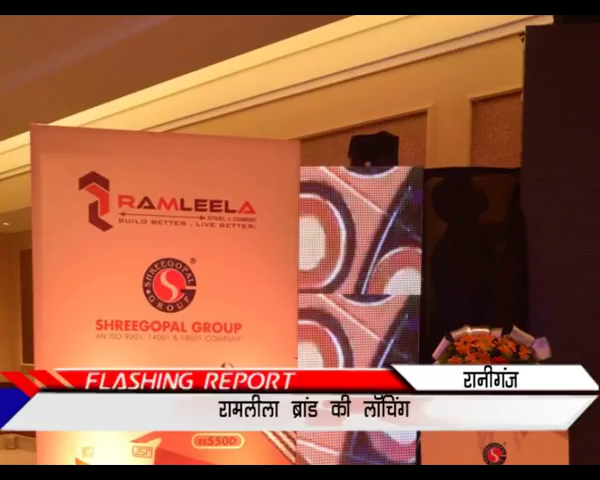 RAMLEELA
STEEL & CEMENT
BUILD BETTER . LIVE BETTER.
SHREEGOPAL GROUP
®
SHREEGOPAL GROUP
AN ISO 9001, 14001 & 18001 COMPANY
FLASHING REPORT
रानीगंज
रामलीला ब्रांड की लॉचिंग
FE550D